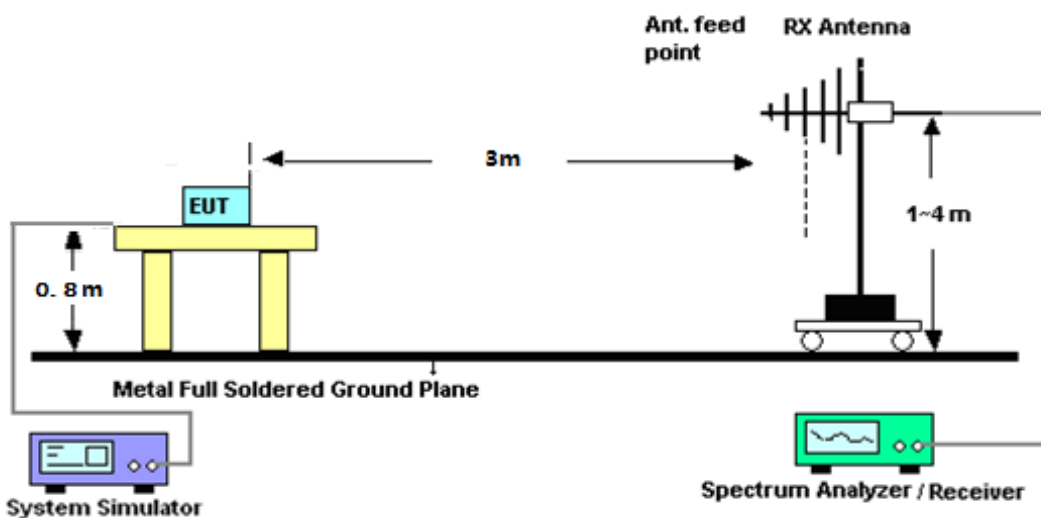 Ant. feed
point
RX Antenna
3m
EUT
1~4 m
0. 8 m
Metal Full Soldered Ground Plane
System Simulator
Spectrum Analyzer / Receiver